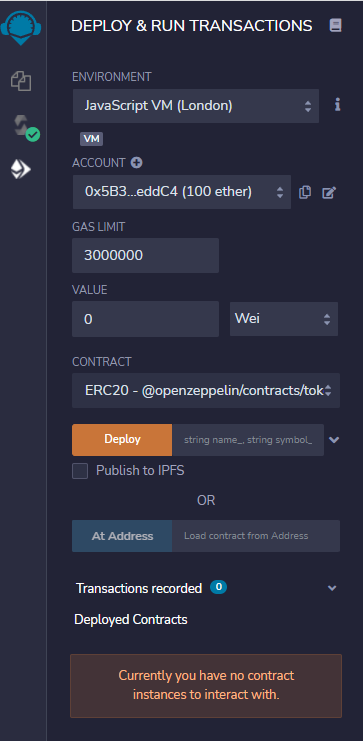 DEPLOY & RUN TRANSACTIONS
ENVIRONMENT
JavaScript VM (London)
VM
ACCOUNT
0x5B3...eddC4 (100 ether)
GAS LIMIT
3000000
VALUE
0
Wei
CONTRACT
ERC20 - @openzeppelin/contracts/tok
Deploy
string name_, string symbol_
Publish to IPFS
OR
At Address
Load contract from Address
Transactions recorded 0
Deployed Contracts
Currently you have no contract
instances to interact with.